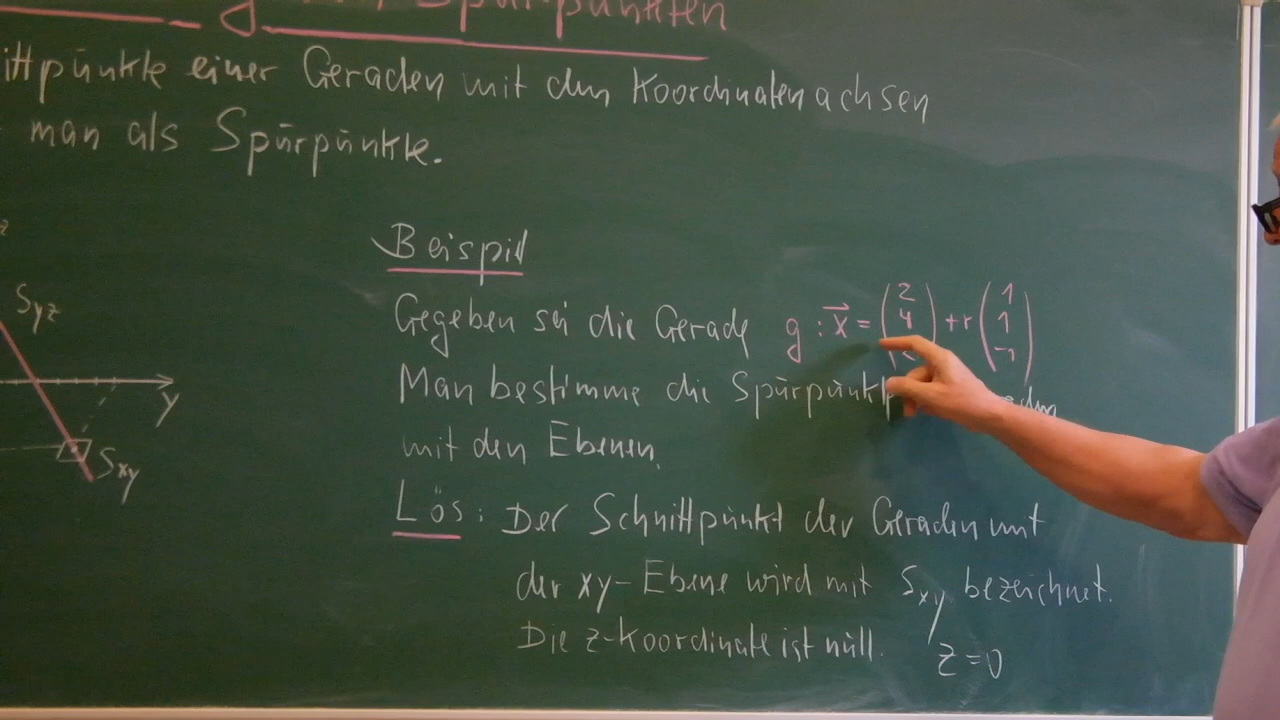 Spurpunkten
ittpunkte einer Geraden mit den Koordinatenachsen
man als Spurpunkte.
z
Syz
y
Sxy
Beispiel
Gegeben sei die Gerade g : x⃗ = (2 4) + r (1 1 -1)
Man bestimme die Spurpunkt
mit den Ebenen.
Lös: Der Schnittpunkt der Geraden mit
der xy-Ebene wird mit Sxy bezeichnet.
Die z-Koordinate ist null. z=0